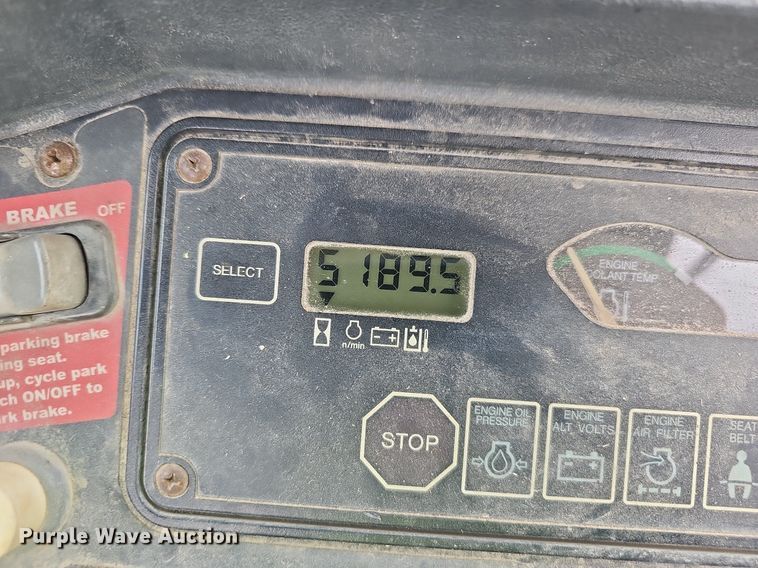 BRAKE OFF
parking brake
ing seat.
up, cycle park
ch ON/OFF to
rk brake.
SELECT
5189.5
n/min
ENGINE
COOLANT TEMP
STOP
ENGINE OIL
PRESSURE
ENGINE
ALT. VOLTS
ENGINE
AIR FILTER
SEAT
BELT
Purple Wave Auction